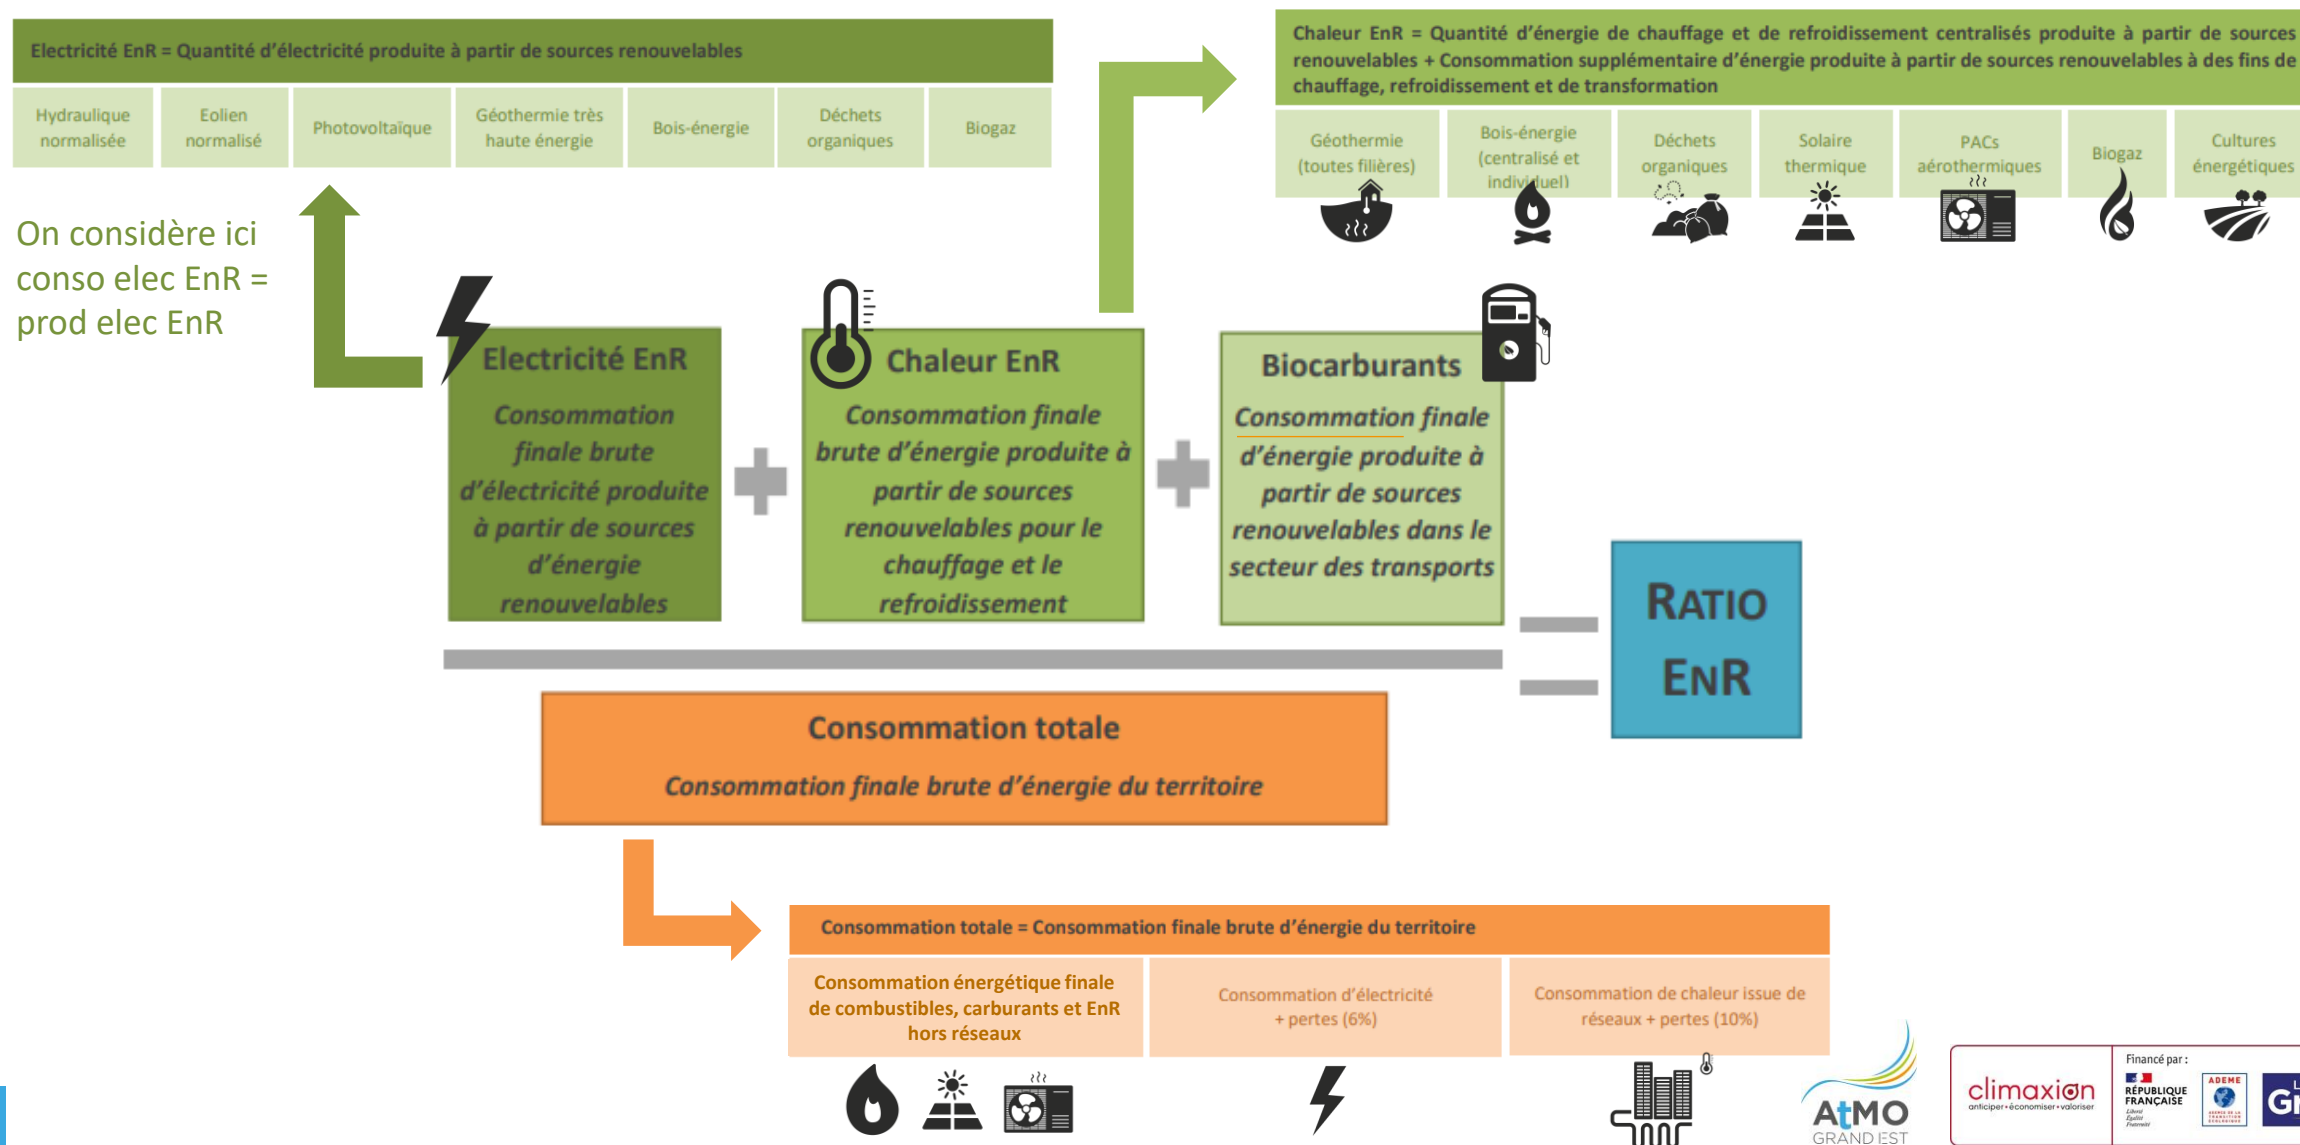 Electricité EnR = Quantité d'électricité produite à partir de sources renouvelables
Hydraulique
normalisée
Eolien
normalisé
Photovoltaïque
Géothermie très
haute énergie
Bois-énergie
Déchets
organiques
Biogaz
Chaleur EnR = Quantité d'énergie de chauffage et de refroidissement centralisés produite à partir de sources
renouvelables + Consommation supplémentaire d'énergie produite à partir de sources renouvelables à des fins de
chauffage, refroidissement et de transformation
Géothermie
(toutes filières)
Bois-énergie
(centralisé et
individuel)
Déchets
organiques
Solaire
thermique
PACs
aérothermiques
Biogaz
Cultures
énergétiques
On considère ici
conso elec EnR =
prod elec EnR
Electricité EnR
Consommation
finale brute
d'électricité produite
à partir de sources
d'énergie
renouvelables
Chaleur EnR
Consommation finale
brute d'énergie produite à
partir de sources
renouvelables pour le
chauffage et le
refroidissement
Biocarburants
Consommation finale
d'énergie produite à
partir de sources
renouvelables dans le
secteur des transports
RATIO
ENR
Consommation totale
Consommation finale brute d'énergie du territoire
Consommation totale = Consommation finale brute d'énergie du territoire
Consommation énergétique finale
de combustibles, carburants et EnR
hors réseaux
Consommation d'électricité
+ pertes (6%)
Consommation de chaleur issue de
réseaux + pertes (10%)
AtMO
GRAND EST
climaxion
anticiper • économiser • valoriser
Financé par :
RÉPUBLIQUE
FRANÇAISE
Liberté
Égalité
Fraternité
ADEME